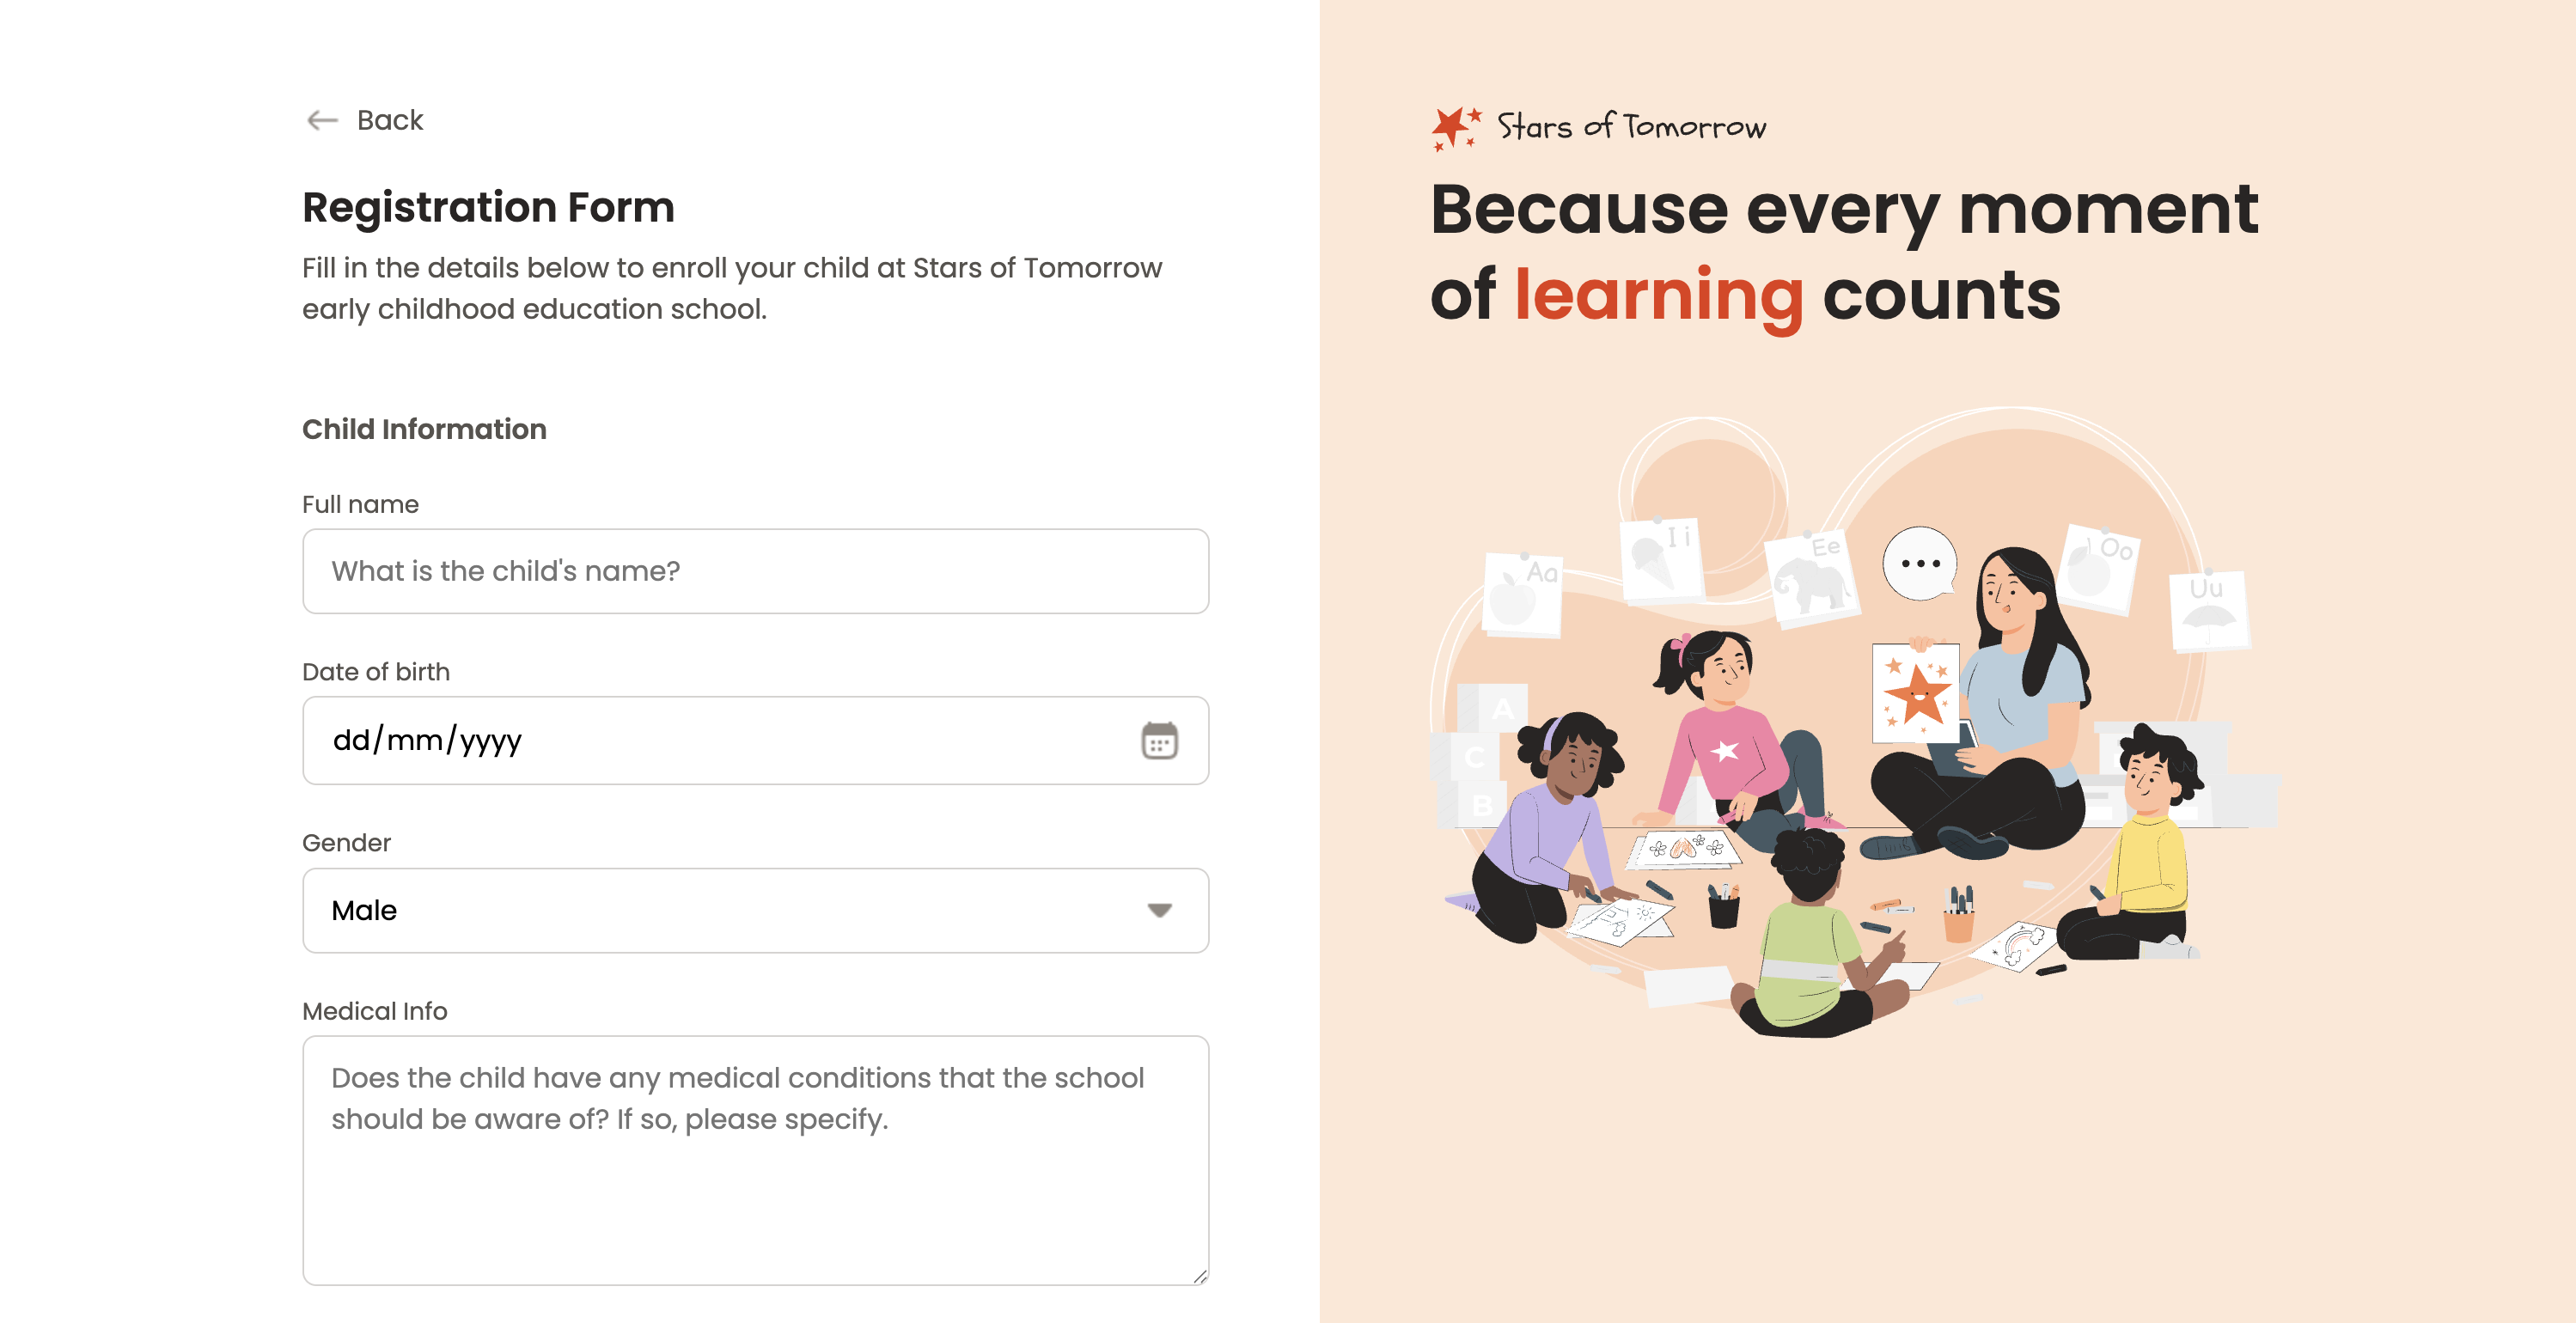 Back
Registration Form
Fill in the details below to enroll your child at Stars of Tomorrow
early childhood education school.
Child Information
Full name
What is the child's name?
Date of birth
dd/mm/yyyy
Gender
Male
Medical Info
Does the child have any medical conditions that the school
should be aware of? If so, please specify.
Stars of Tomorrow
Because every moment
of learning counts
Aa
I i
Ee
Oo
Uu
A
C
B